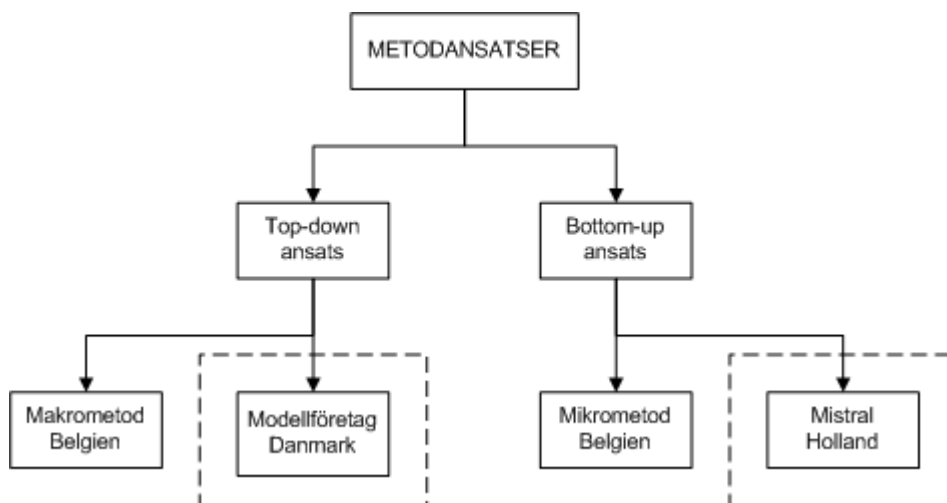 METODANSATSER
Top-down
ansats
Bottom-up
ansats
Makrometod
Belgien
Modellföretag
Danmark
Mikrometod
Belgien
Mistral
Holland